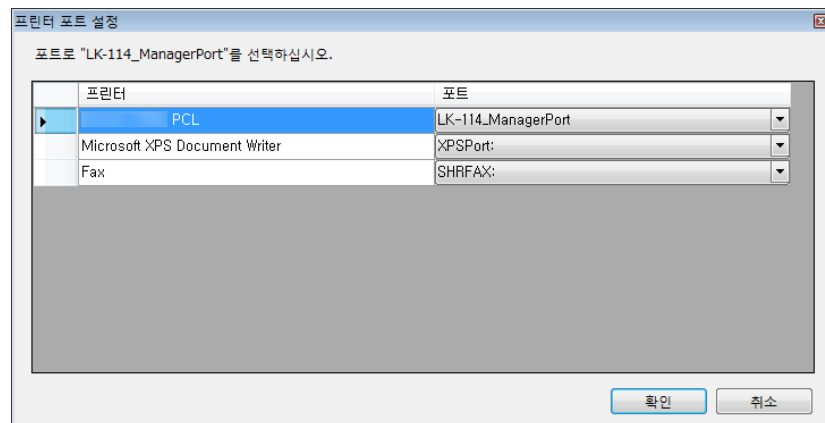 프린터 포트 설정
포트로 "LK-114_ManagerPort"를 선택하십시오.
프린터 포트
PCL LK-114_ManagerPort
Microsoft XPS Document Writer XPSPort:
Fax SHRFAX:
확인 취소